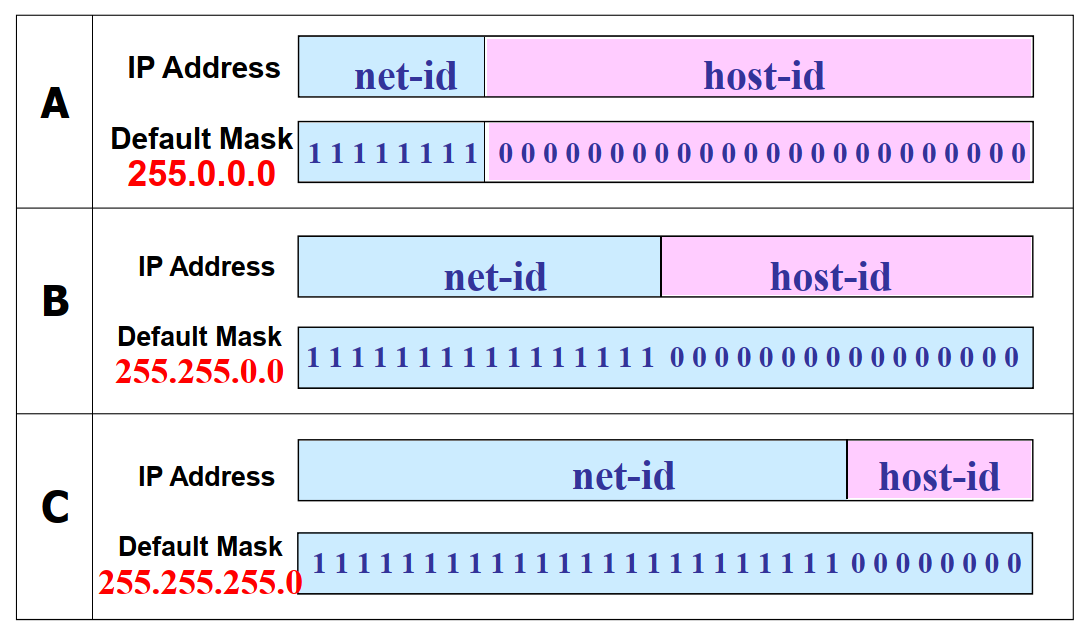 A
IP Address
net-id host-id
Default Mask
255.0.0.0
1 1 1 1 1 1 1 1 0 0 0 0 0 0 0 0 0 0 0 0 0 0 0 0 0 0 0 0 0 0 0 0
B
IP Address
net-id host-id
Default Mask
255.255.0.0
1 1 1 1 1 1 1 1 1 1 1 1 1 1 1 1 0 0 0 0 0 0 0 0 0 0 0 0 0 0 0 0
C
IP Address
net-id host-id
Default Mask
255.255.255.0
1 1 1 1 1 1 1 1 1 1 1 1 1 1 1 1 1 1 1 1 1 1 1 1 0 0 0 0 0 0 0 0